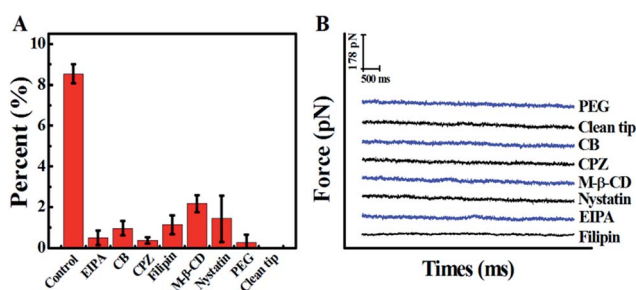 A
Percent (%)
10
8
6
4
2
0
Control
EIPA
CB
CPZ
Filipin
M-β-CD
Nystatin
PEG
Clean tip
B
178 pN
500 ms
Force (pN)
PEG
Clean tip
CB
CPZ
M-β-CD
Nystatin
EIPA
Filipin
Times (ms)